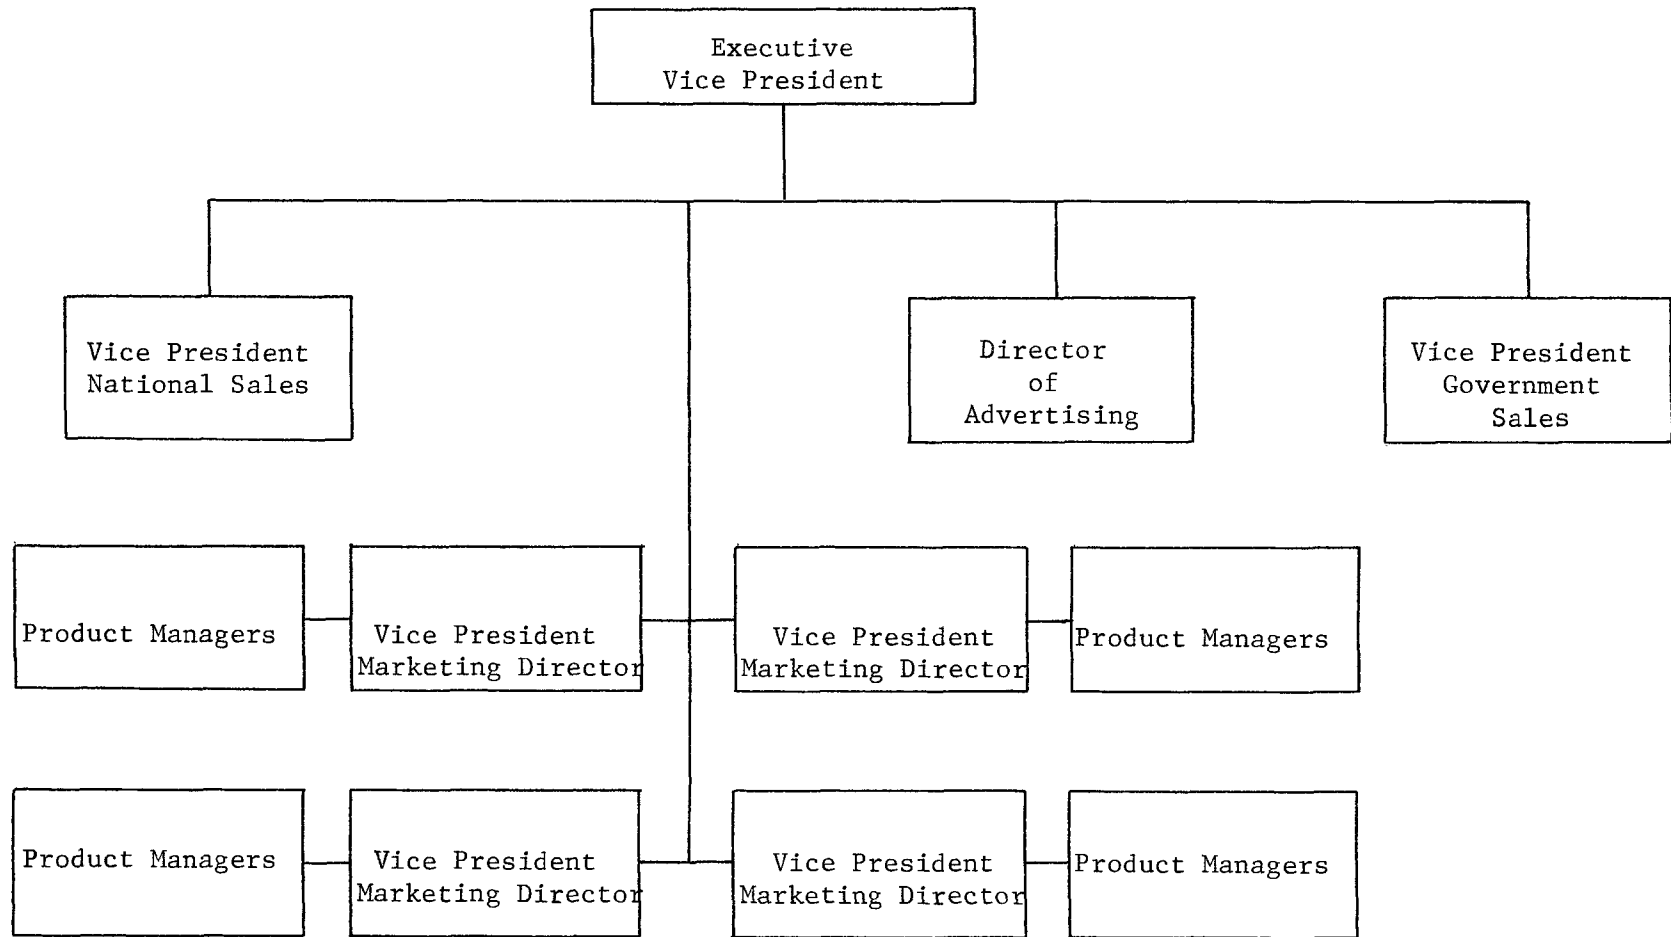 Executive
Vice President
Vice President
National Sales
Director
of
Advertising
Vice President
Government
Sales
Product Managers
Vice President
Marketing Director
Vice President
Marketing Director
Product Managers
Product Managers
Vice President
Marketing Director
Vice President
Marketing Director
Product Managers